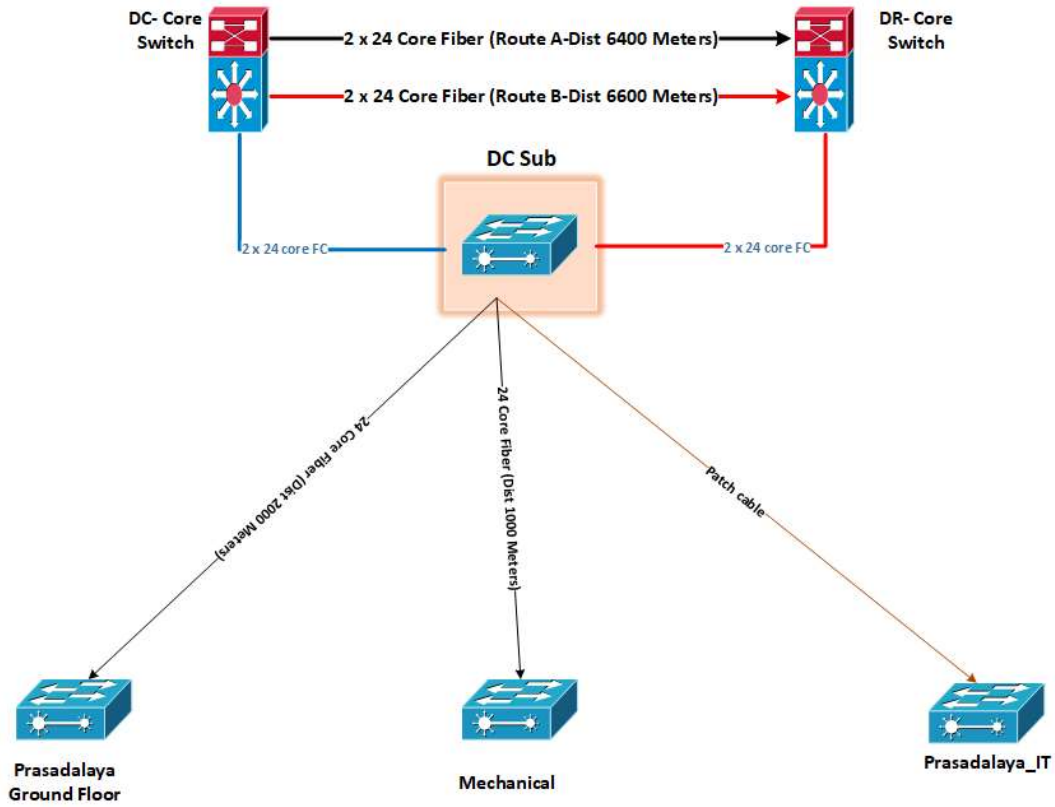 DC- Core
Switch
DR- Core
Switch
2 x 24 Core Fiber (Route A-Dist 6400 Meters)
2 x 24 Core Fiber (Route B-Dist 6600 Meters)
DC Sub
2 x 24 core FC
2 x 24 core FC
24 Core Fiber(Dist 2000 Meters)
24 Core Fiber (Dist 1000 Meters)
Patch cable
Prasadalaya
Ground Floor
Mechanical
Prasadalaya_IT